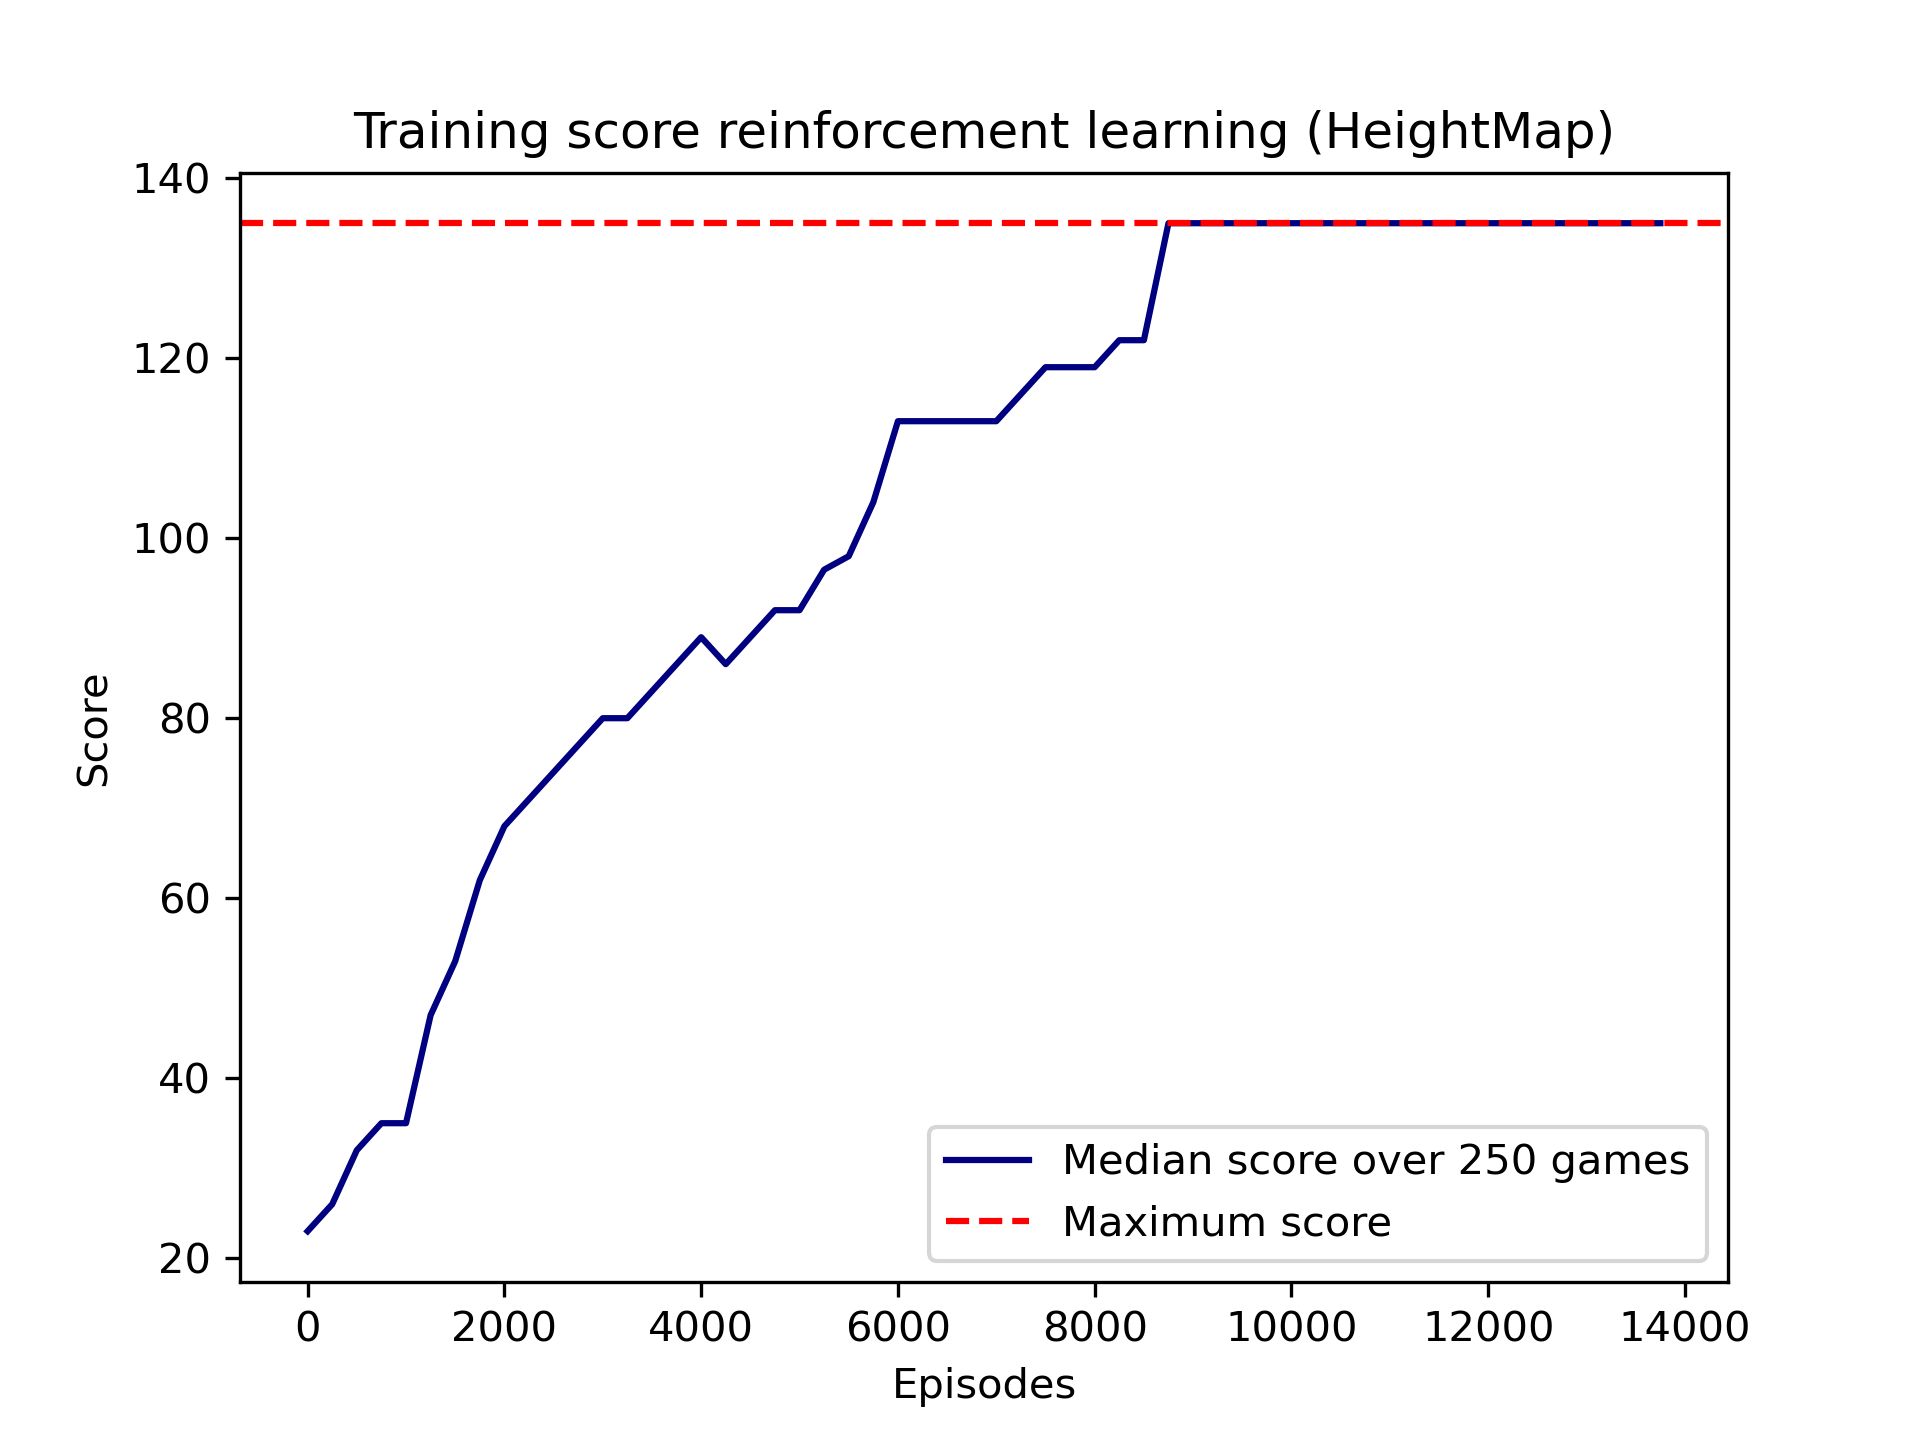 Training score reinforcement learning (HeightMap)
140
120
100
80
60
40
20
Score
0 2000 4000 6000 8000 10000 12000 14000
Episodes
Median score over 250 games
Maximum score